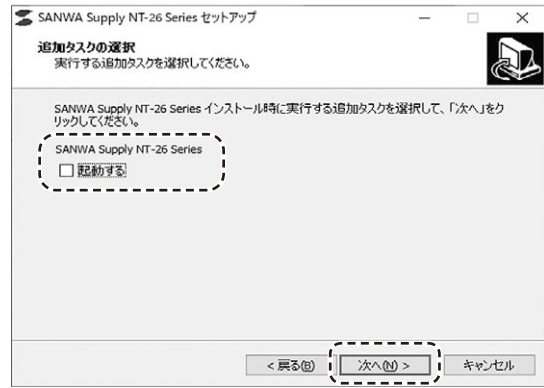 SANWA Supply NT-26 Series セットアップ
追加タスクの選択
実行する追加タスクを選択してください。
SANWA Supply NT-26 Series インストール時に実行する追加タスクを選択して、「次へ」をク
リックしてください。
SANWA Supply NT-26 Series
起動する
< 戻る(B)
次へ(N) >
キャンセル